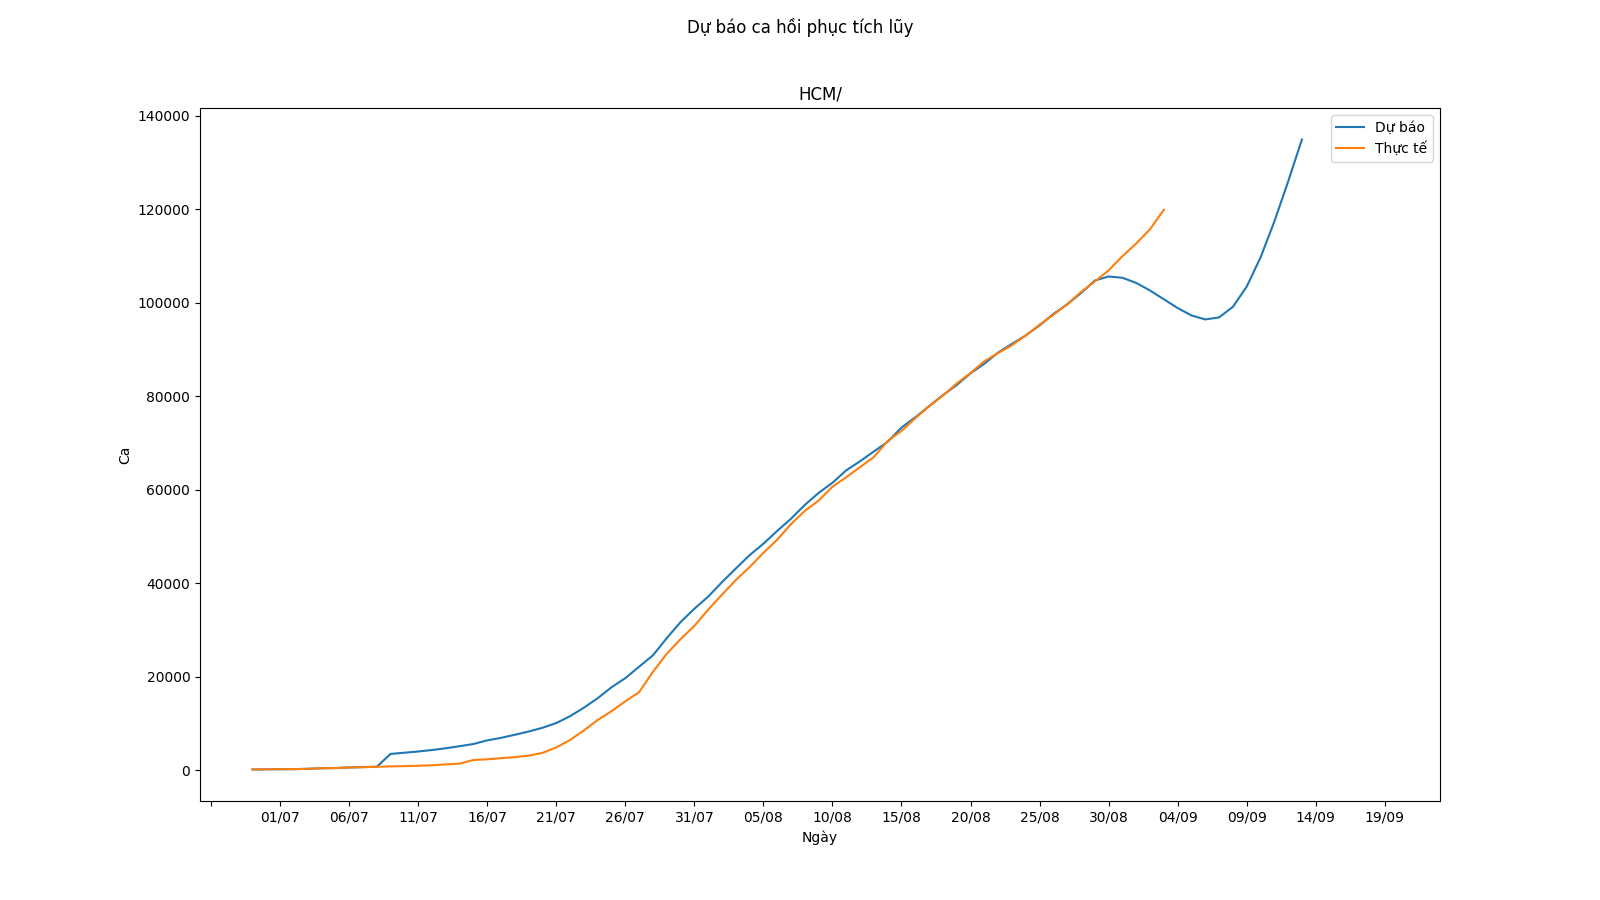 Dự báo ca hồi phục tích lũy
HCM/
140000
120000
100000
80000
60000
40000
20000
0
Ca
Dự báo
Thực tế
01/07 06/07 11/07 16/07 21/07 26/07 31/07 05/08 10/08 15/08 20/08 25/08 30/08 04/09 09/09 14/09 19/09
Ngày